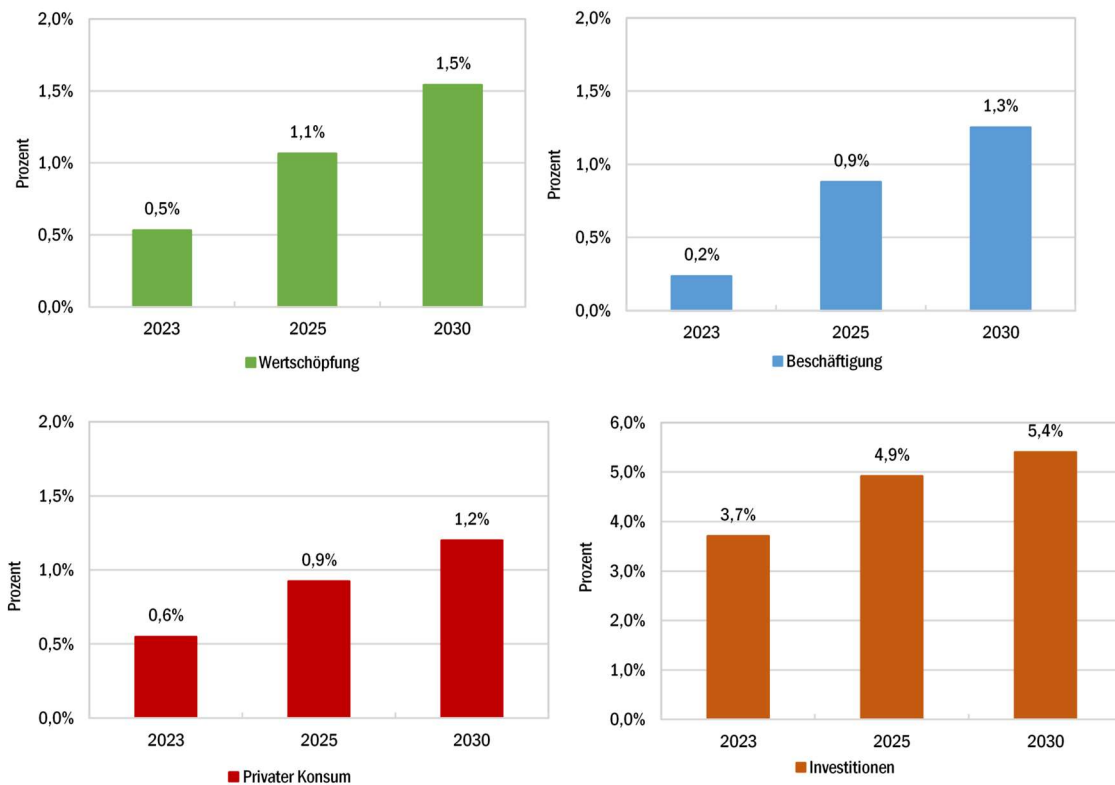 2,0%
1,5%
1,0%
0,5%
0,0%
Prozent
0,5%
1,1%
1,5%
2023 2025 2030
Wertschöpfung
2,0%
1,5%
1,0%
0,5%
0,0%
Prozent
0,2%
0,9%
1,3%
2023 2025 2030
Beschäftigung
2,0%
1,5%
1,0%
0,5%
0,0%
Prozent
0,6%
0,9%
1,2%
2023 2025 2030
Privater Konsum
6,0%
5,0%
4,0%
3,0%
2,0%
1,0%
0,0%
Prozent
3,7%
4,9%
5,4%
2023 2025 2030
Investitionen